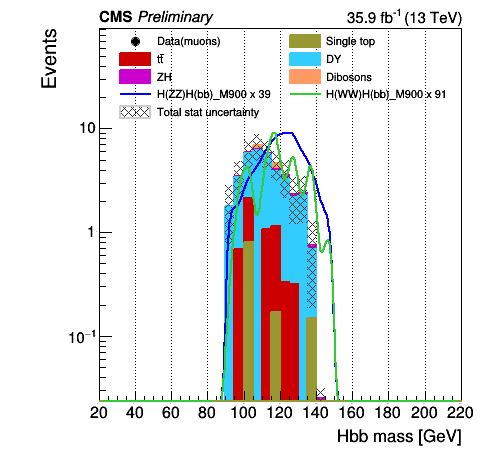 CMS Preliminary 35.9 fb⁻¹ (13 TeV)
Events
Data(muons) Single top
tt̄ DY
ZH Dibosons
H(ZZ)H(bb)_M900 x 39 H(WW)H(bb)_M900 x 91
Total stat uncertainty
10
1
10⁻¹
20 40 60 80 100 120 140 160 180 200 220
Hbb mass [GeV]